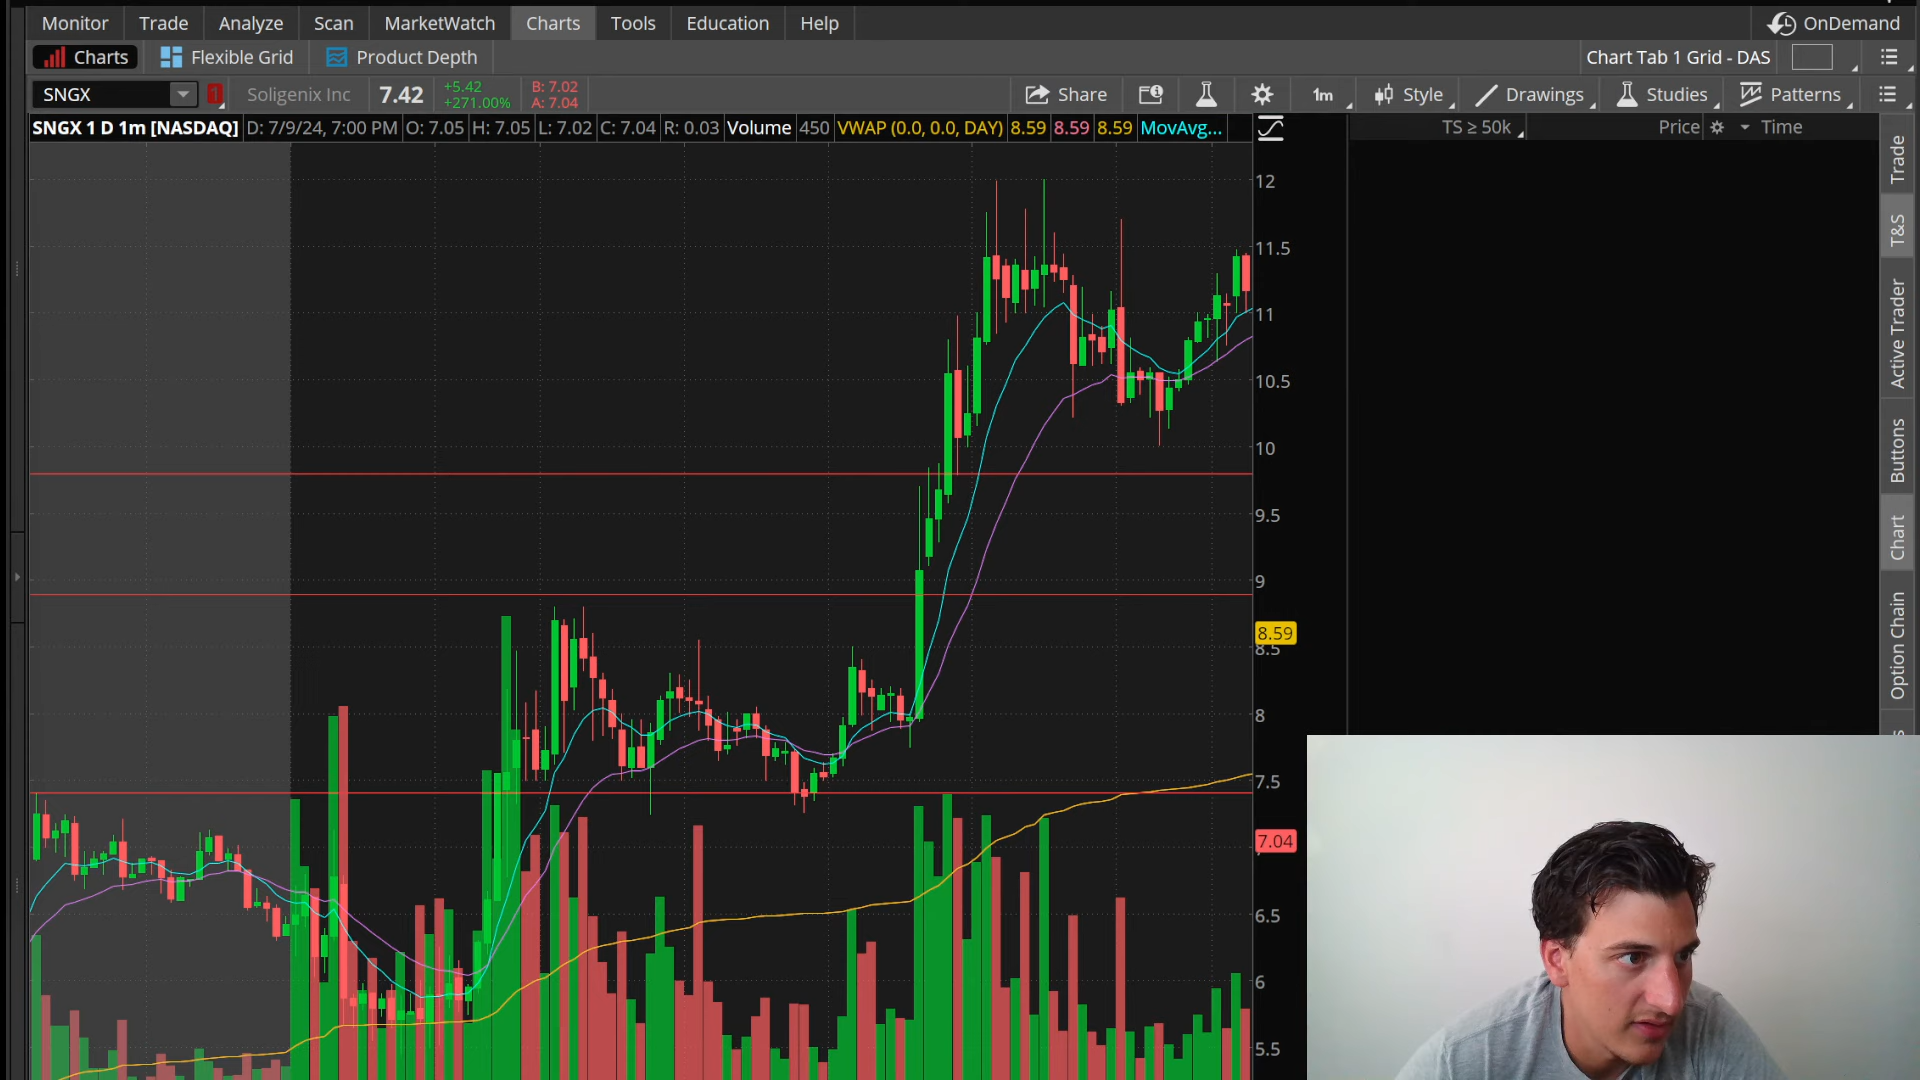 Monitor Trade Analyze Scan MarketWatch Charts Tools Education Help OnDemand
Charts Flexible Grid Product Depth Chart Tab 1 Grid - DAS
SNGX 1 Soligenix Inc 7.42 +5.42 B: 7.02 Share 1m Style Drawings Studies Patterns
+271.00% A: 7.04
SNGX 1 D 1m [NASDAQ] D: 7/9/24, 7:00 PM O: 7.05 H: 7.05 L: 7.02 C: 7.04 R: 0.03 Volume 450 VWAP (0.0, 0.0, DAY) 8.59 8.59 8.59 MovAvg... TS ≥ 50k Price Time
12
11.5
11
10.5
10
9.5
9
8.59
8.5
8
7.5
7.04
6.5
6
5.5
Trade
T&S
Active Trader
Buttons
Chart
Option Chain